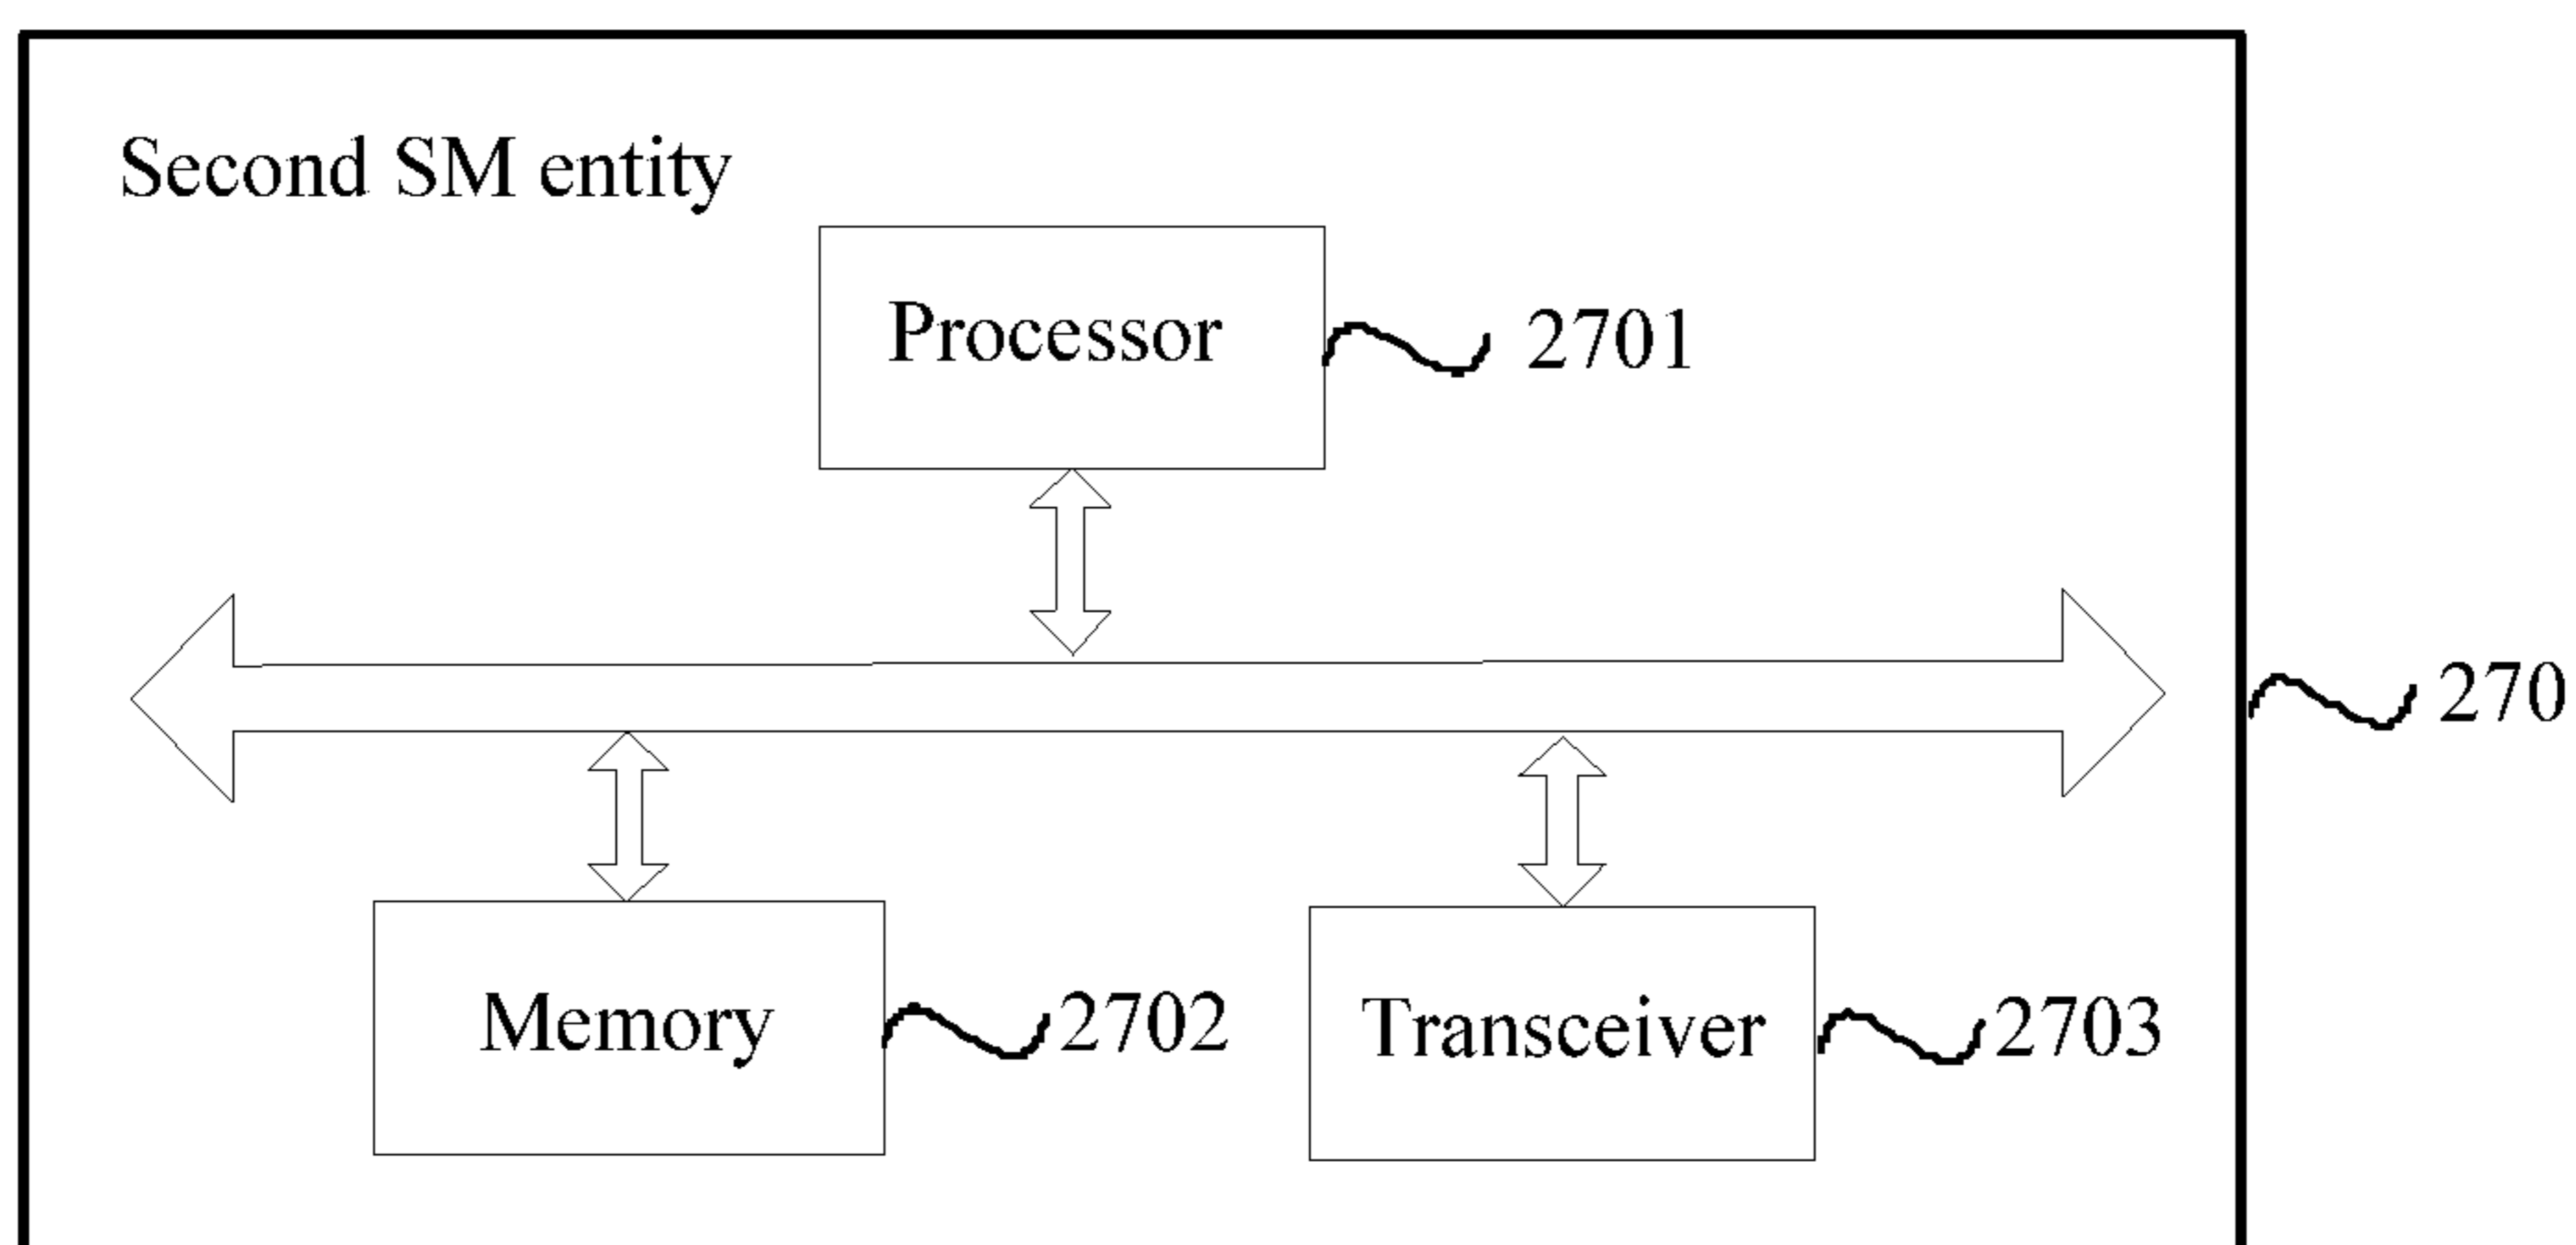 Second SM entity
Processor
2701
270
Memory
2702
Transceiver
2703